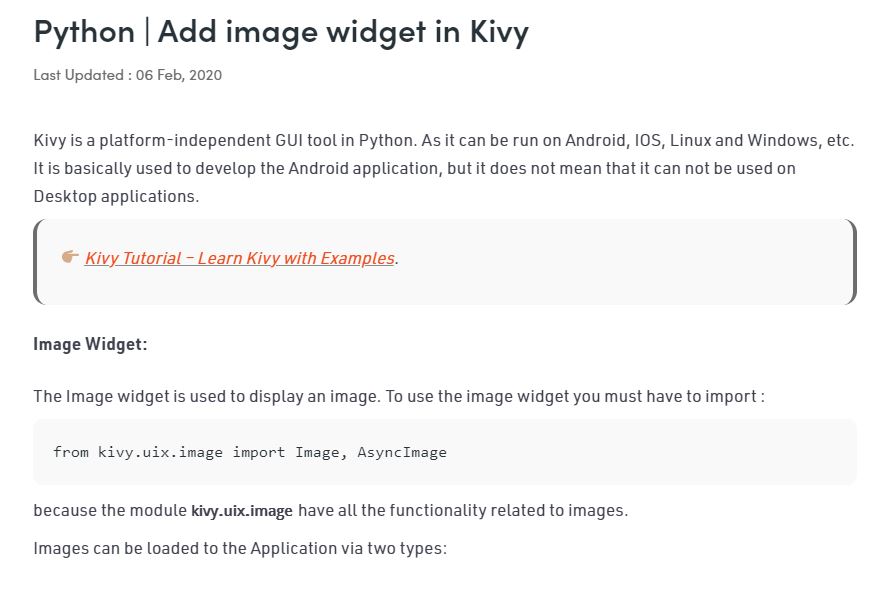 Python | Add image widget in Kivy
Last Updated : 06 Feb, 2020
Kivy is a platform-independent GUI tool in Python. As it can be run on Android, IOS, Linux and Windows, etc.
It is basically used to develop the Android application, but it does not mean that it can not be used on
Desktop applications.
👉🏽 Kivy Tutorial – Learn Kivy with Examples.
Image Widget:
The Image widget is used to display an image. To use the image widget you must have to import :
from kivy.uix.image import Image, AsyncImage
because the module kivy.uix.image have all the functionality related to images.
Images can be loaded to the Application via two types: